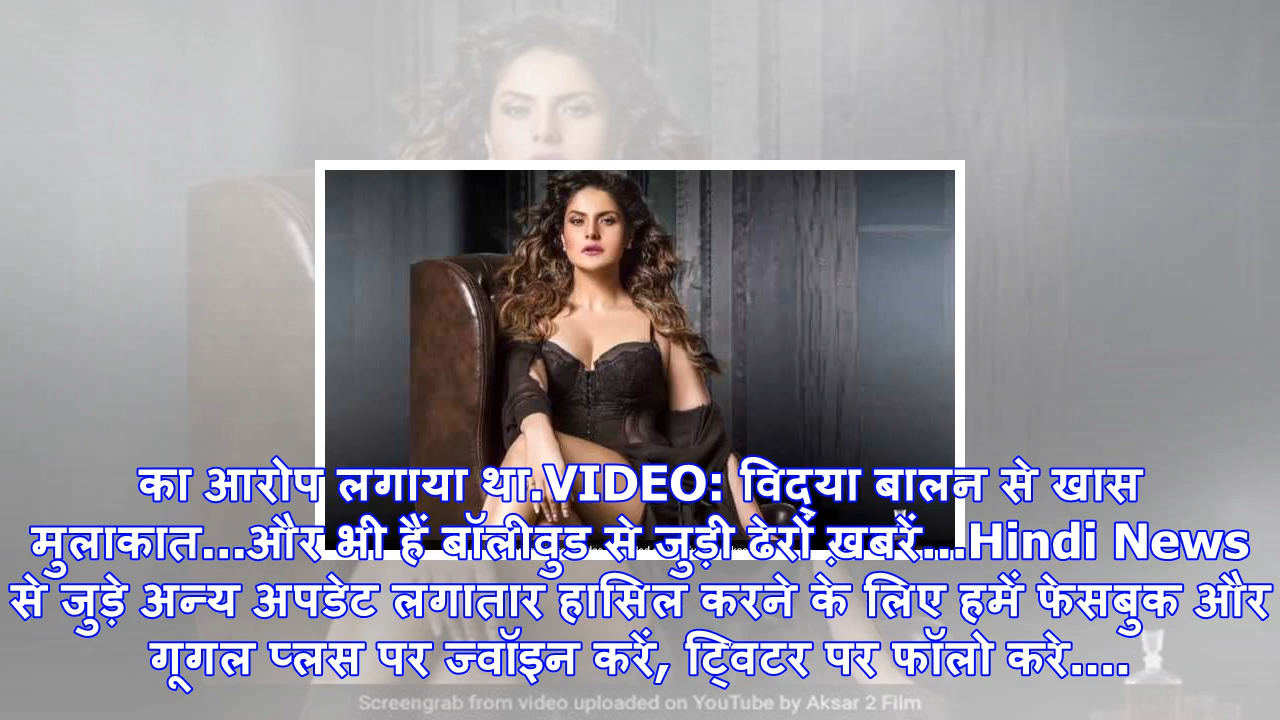 का आरोप लगाया था.VIDEO: विद्या बालन से खास
मुलाकात...और भी हैं बॉलीवुड से जुड़ी ढेरों ख़बरें...Hindi News
से जुड़े अन्य अपडेट लगातार हासिल करने के लिए हमें फेसबुक और
गूगल प्लस पर ज्वॉइन करें, ट्विटर पर फॉलो करे....
Screengrab from video uploaded on YouTube by Aksar 2 Film